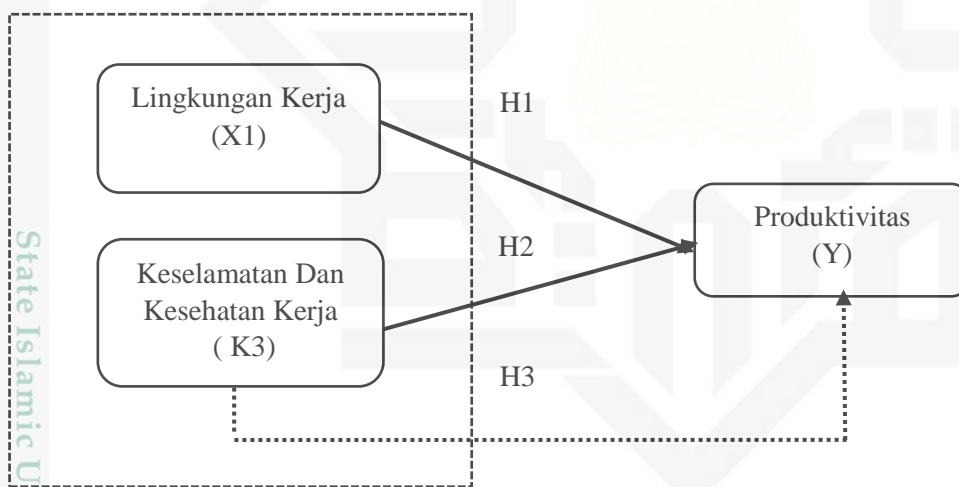 Lingkungan Kerja
(X1)
H1
Produktivitas
(Y)
H2
Keselamatan Dan
Kesehatan Kerja
( K3)
H3
State Islamic U